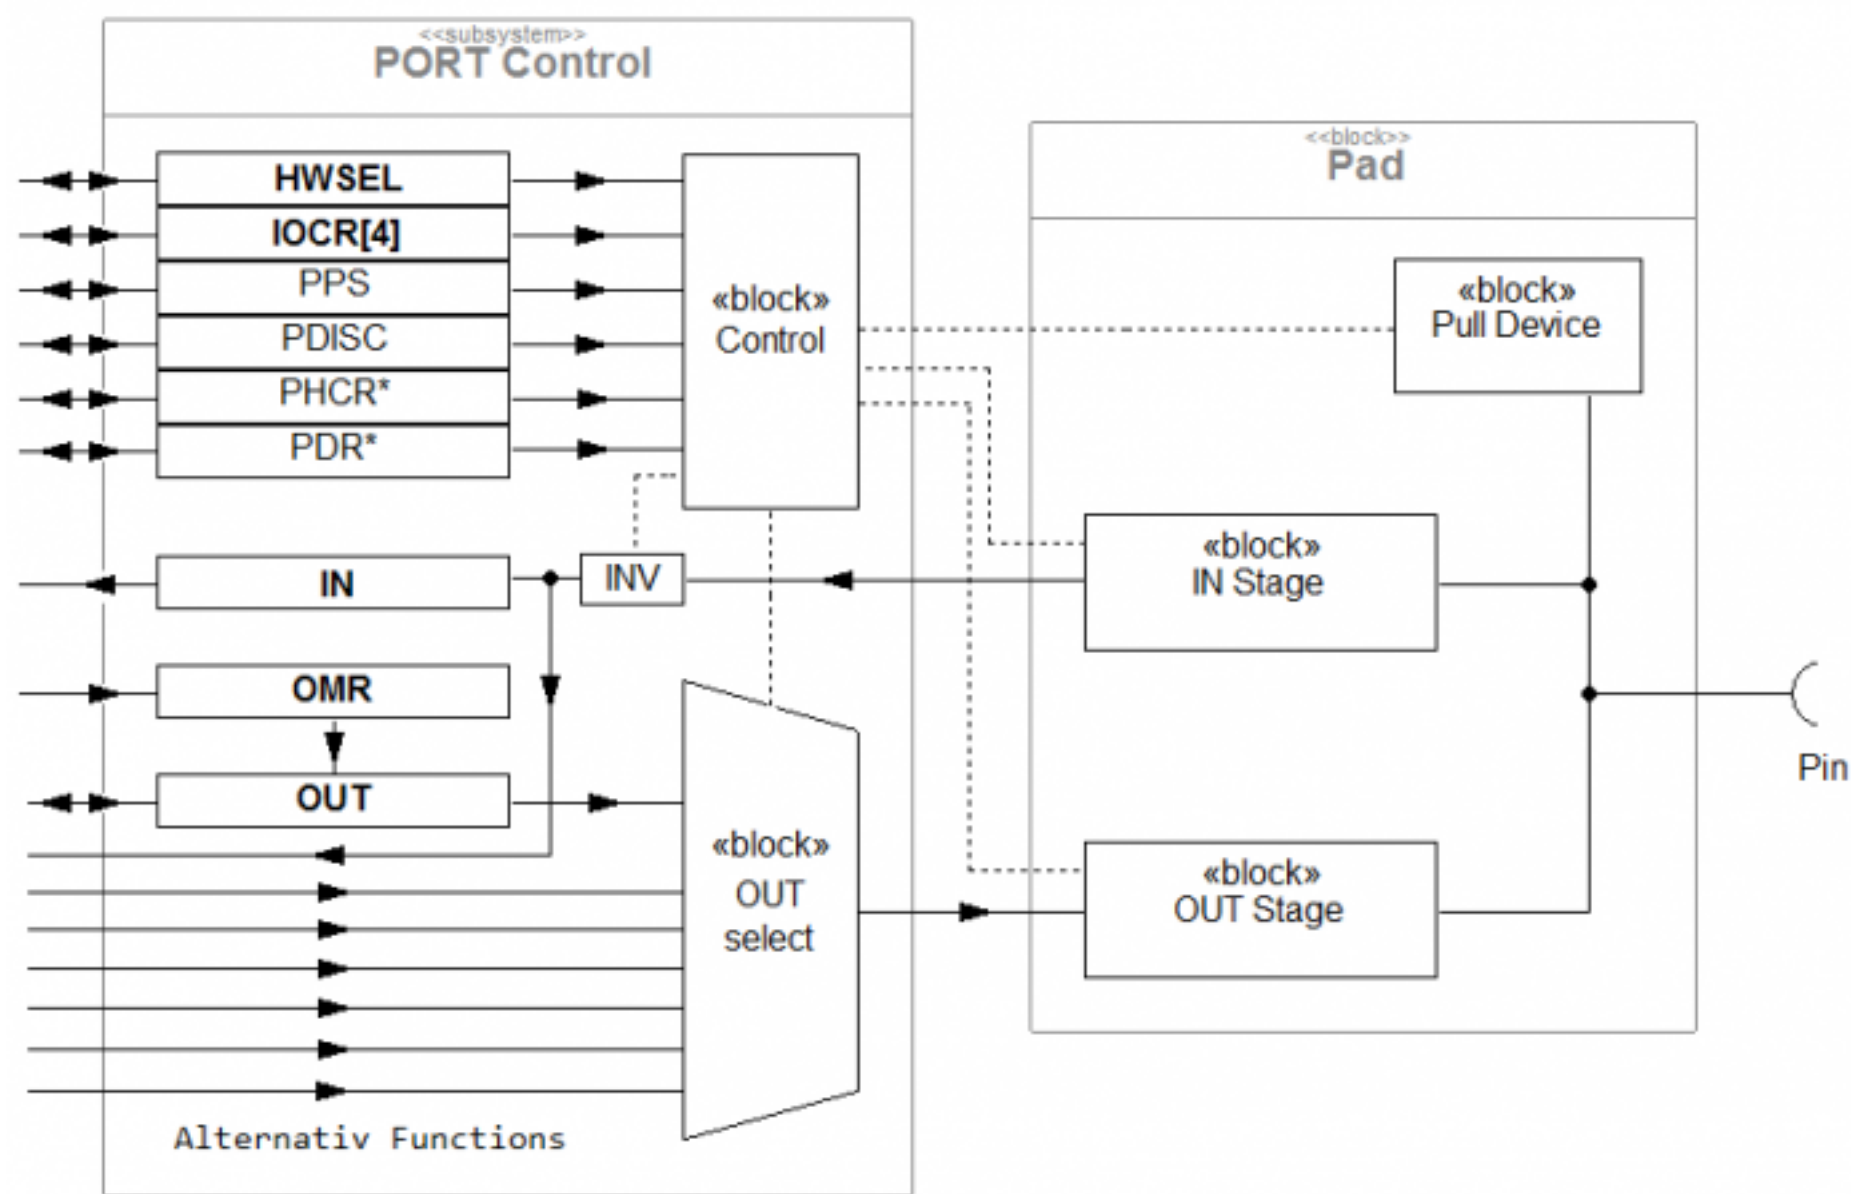 <<subsystem>>
PORT Control
HWSEL
IOCR[4]
PPS
PDISC
PHCR*
PDR*
«block»
Control
IN
INV
OMR
OUT
«block»
OUT
select
Alternativ Functions
<<block>>
Pad
«block»
Pull Device
«block»
IN Stage
«block»
OUT Stage
Pin